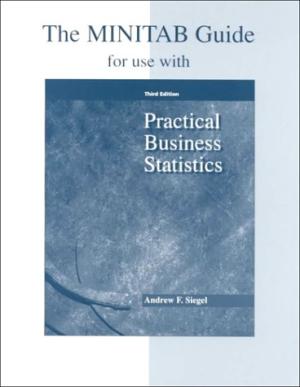 The MINITAB Guide
for use with
Third Edition
Practical
Business
Statistics
Andrew F. Siegel